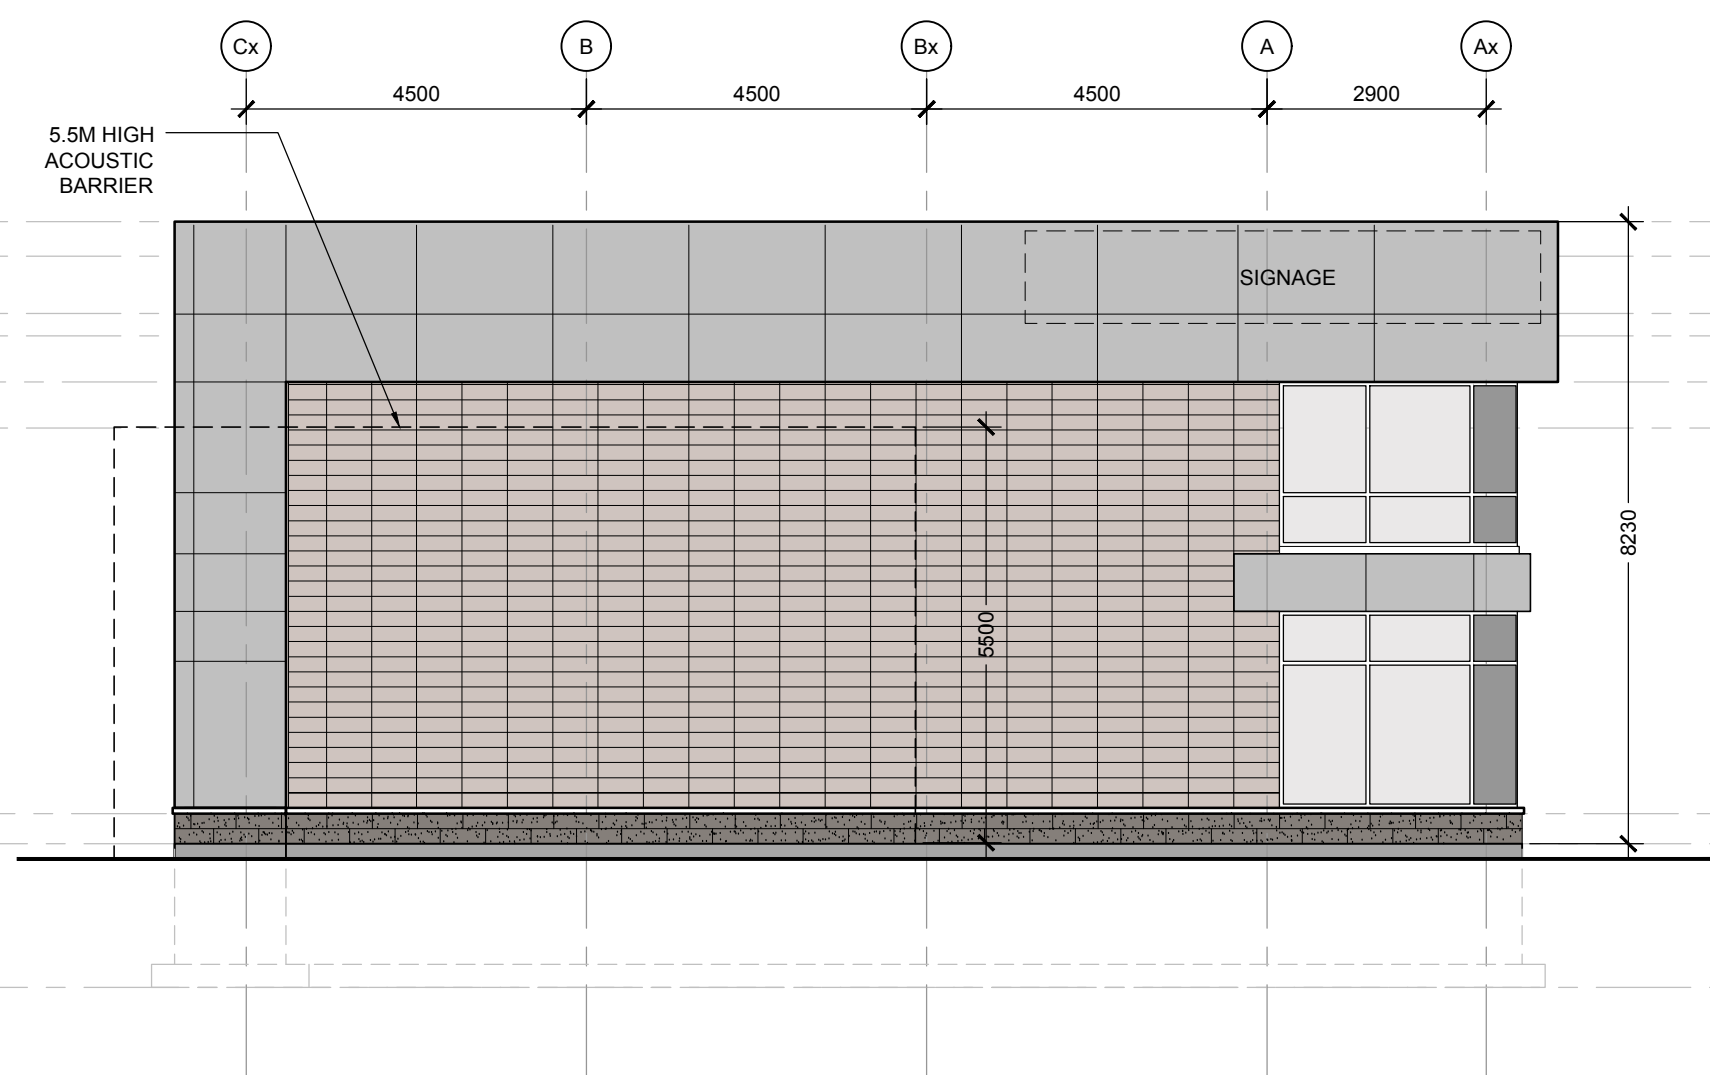 Cx
B
Bx
A
Ax
4500
4500
4500
2900
5.5M HIGH
ACOUSTIC
BARRIER
SIGNAGE
8230
5500